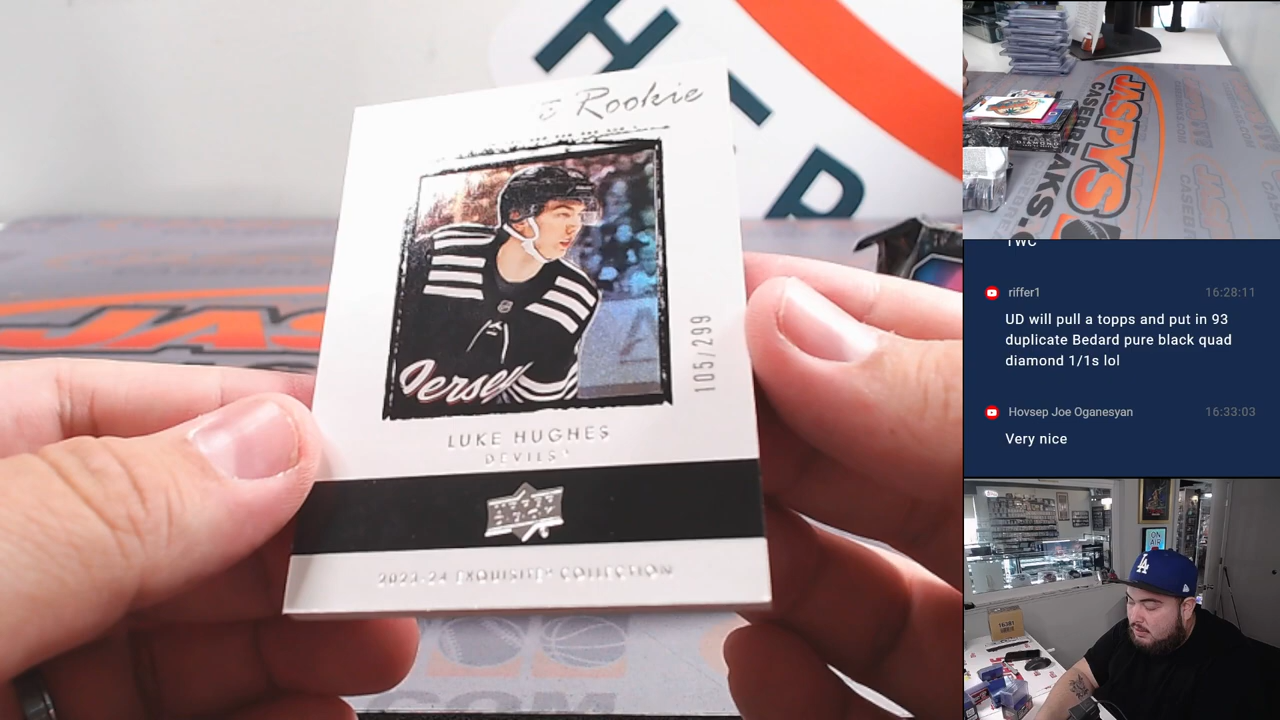 Rookie
Jersey
105/299
LUKE HUGHES
DEVILS
2023-24 EXQUISITE COLLECTION
JASPYS
CASEBREAKS.
TWC
riffer1 16:28:11
UD will pull a topps and put in 93
duplicate Bedard pure black quad
diamond 1/1s lol
Hovsep Joe Oganesyan 16:33:03
Very nice
ON
AIR
LA